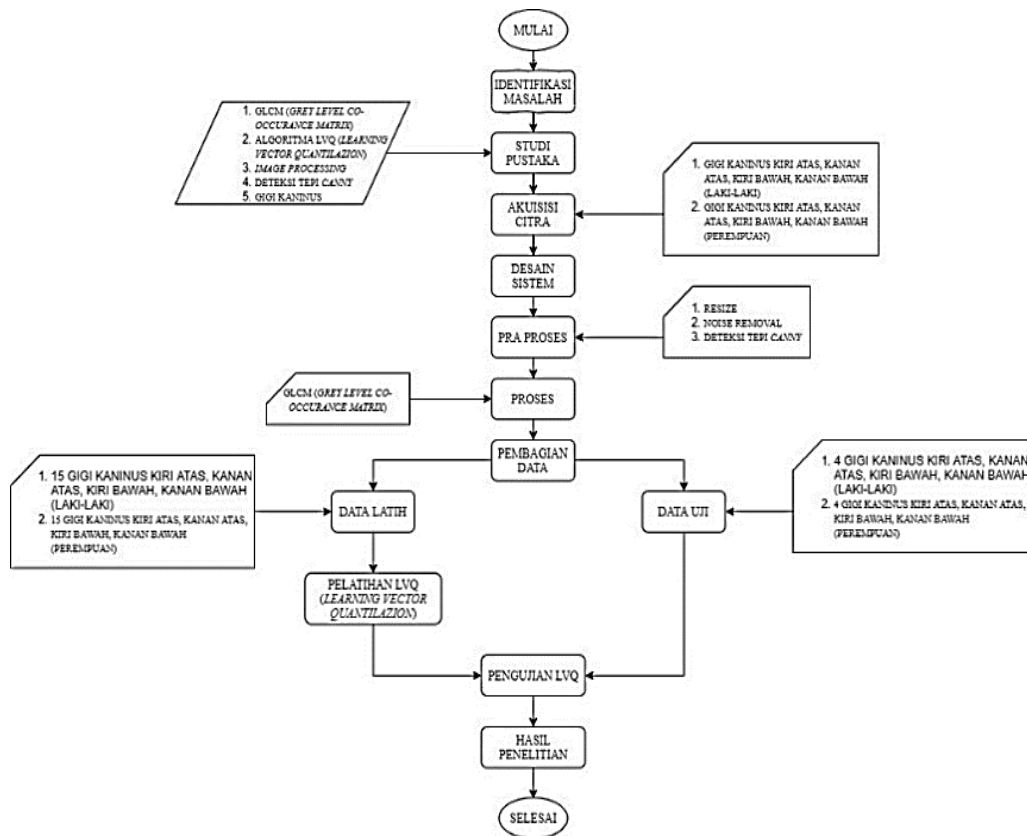 MULAI
IDENTIFIKASI
MASALAH
1. GLCM (GREY LEVEL CO-
OCCURANCE MATRIX)
2. ALGORITMA LVQ (LEARNING
VECTOR QUANTILAZION)
3. IMAGE PROCESSING
4. DETEKSI TEPI CANNY
5. GIGI KANINUS
STUDI
PUSTAKA
1. GIGI KANINUS KIRI ATAS, KANAN
ATAS, KIRI BAWAH, KANAN BAWAH
(LAKI-LAKI)
2. GIGI KANINUS KIRI ATAS, KANAN
ATAS, KIRI BAWAH, KANAN BAWAH
(PEREMPUAN)
AKUISISI
CITRA
DESAIN
SISTEM
1. RESIZE
2. NOISE REMOVAL
3. DETEKSI TEPI CANNY
PRA PROSES
GLCM (GREY LEVEL CO-
OCCURANCE MATRIX)
PROSES
PEMBAGIAN
DATA
1. 15 GIGI KANINUS KIRI ATAS, KANAN
ATAS, KIRI BAWAH, KANAN BAWAH
(LAKI-LAKI)
2. 15 GIGI KANINUS KIRI ATAS, KANAN ATAS,
KIRI BAWAH, KANAN BAWAH
(PEREMPUAN)
DATA LATIH
DATA UJI
1. 4 GIGI KANINUS KIRI ATAS, KANAN
ATAS, KIRI BAWAH, KANAN BAWAH
(LAKI-LAKI)
2. 4 GIGI KANINUS KIRI ATAS, KANAN ATAS,
KIRI BAWAH, KANAN BAWAH
(PEREMPUAN)
PELATIHAN LVQ
(LEARNING VECTOR
QUANTILAZION)
PENGUJIAN LVQ
HASIL
PENELITIAN
SELESAI